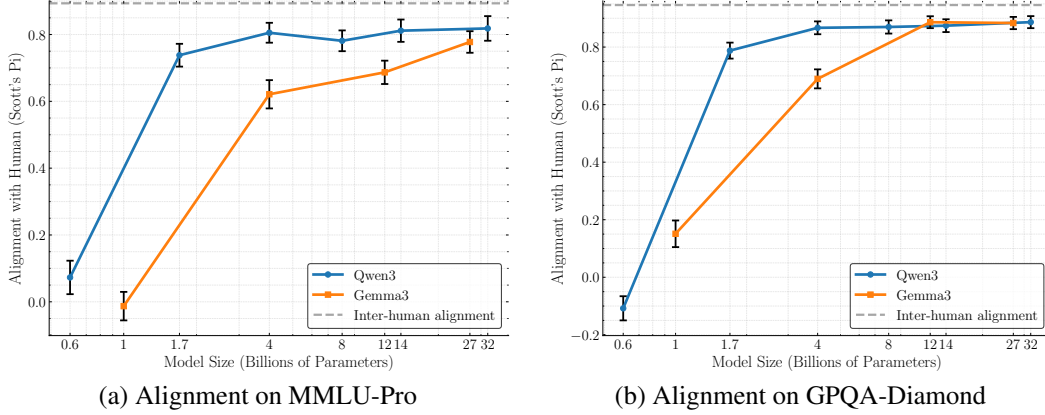 Alignment with Human (Scott's Pi)
0.8
0.6
0.4
0.2
0.0
0.6
1
1.7
4
8
12 14
27 32
Model Size (Billions of Parameters)
Qwen3
Gemma3
Inter-human alignment
(a) Alignment on MMLU-Pro
Alignment with Human (Scott's Pi)
0.8
0.6
0.4
0.2
0.0
−0.2
0.6
1
1.7
4
8
12 14
27 32
Model Size (Billions of Parameters)
Qwen3
Gemma3
Inter-human alignment
(b) Alignment on GPQA-Diamond